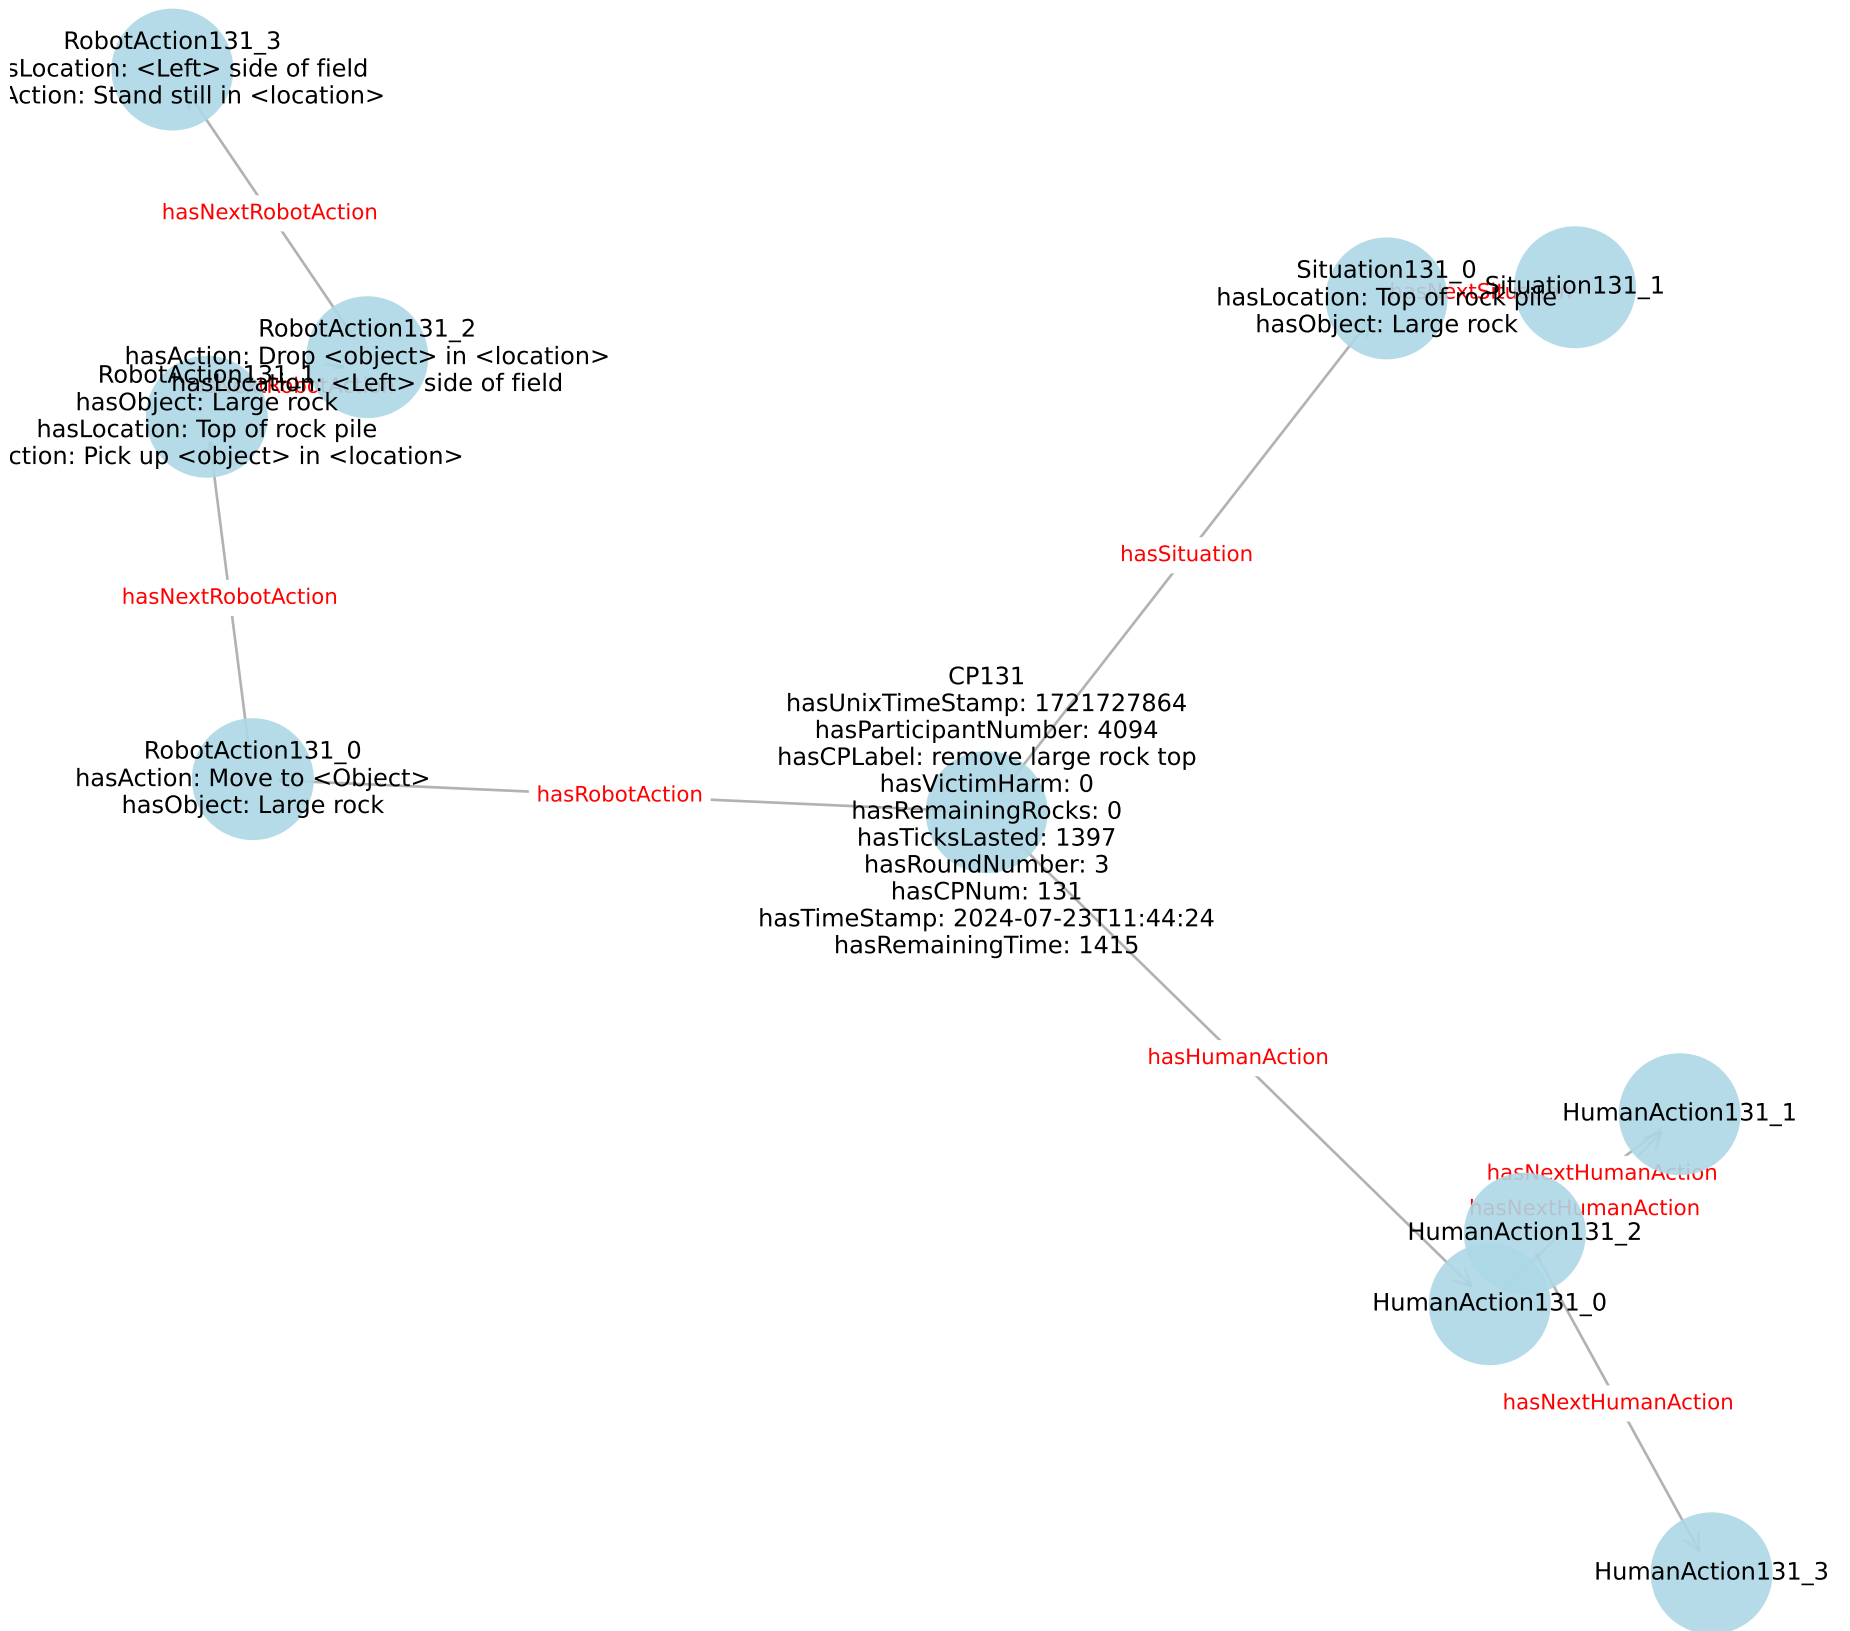 RobotAction131_3
sLocation: <Left> side of field
Action: Stand still in <location>
hasNextRobotAction
Situation131_0
hasLocation: Top of rock pile
hasObject: Large rock
hasNextSituation
Situation131_1
RobotAction131_2
hasAction: Drop <object> in <location>
hasLocation: <Left> side of field
RobotAction131_1
hasObject: Large rock
hasLocation: Top of rock pile
ction: Pick up <object> in <location>
hasSituation
hasNextRobotAction
CP131
hasUnixTimeStamp: 1721727864
hasParticipantNumber: 4094
hasCPLabel: remove large rock top
hasVictimHarm: 0
hasRemainingRocks: 0
hasTicksLasted: 1397
hasRoundNumber: 3
hasCPNum: 131
hasTimeStamp: 2024-07-23T11:44:24
hasRemainingTime: 1415
RobotAction131_0
hasAction: Move to <Object>
hasObject: Large rock
hasRobotAction
hasHumanAction
HumanAction131_1
hasNextHumanAction
hasNextHumanAction
HumanAction131_2
HumanAction131_0
hasNextHumanAction
HumanAction131_3